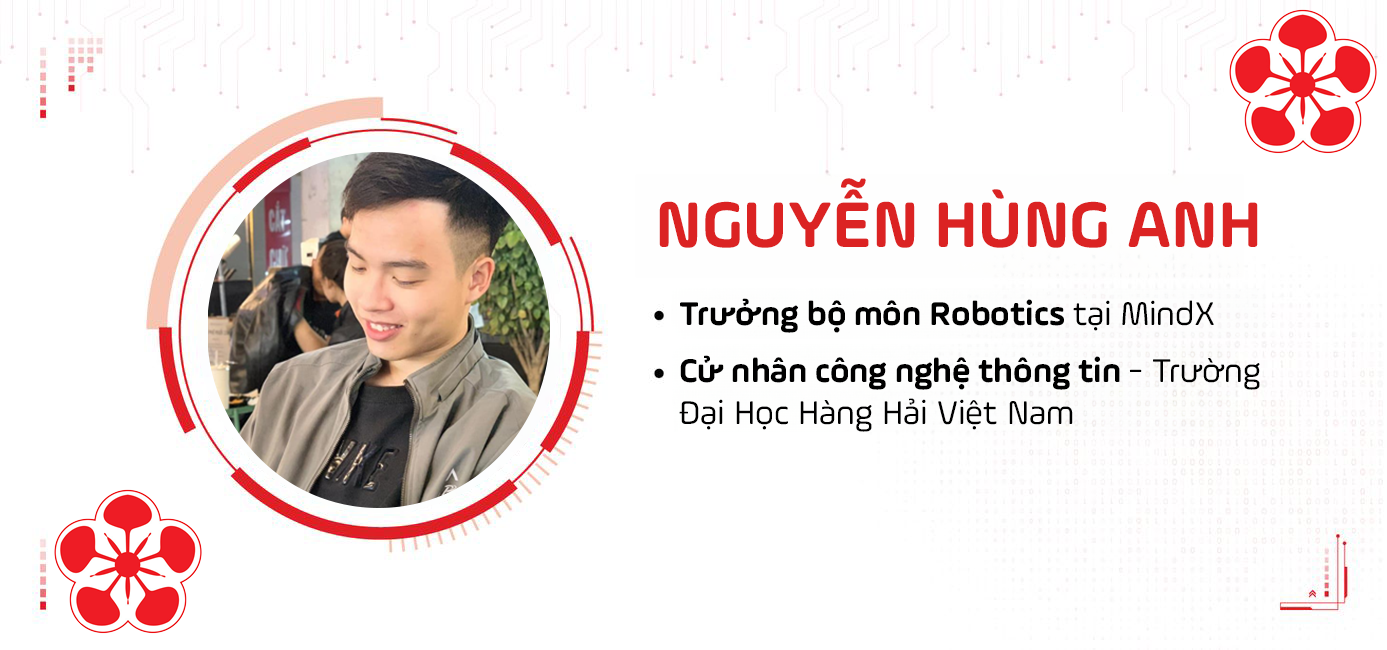 NGUYỄN HÙNG ANH
• Trưởng bộ môn Robotics tại MindX
• Cử nhân công nghệ thông tin – Trường
Đại Học Hàng Hải Việt Nam